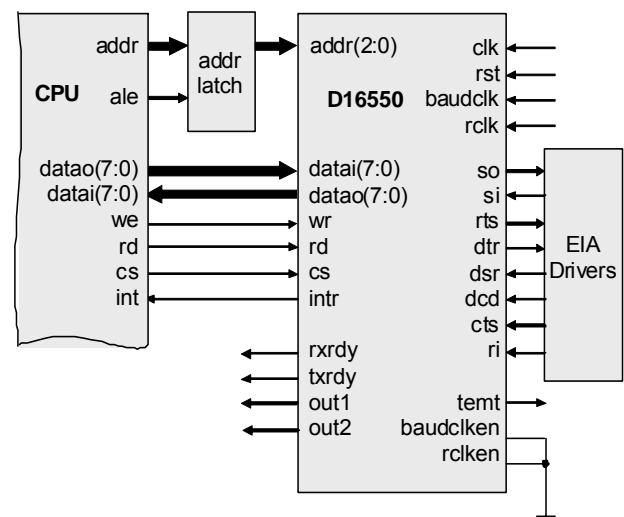 addr
CPU
ale
datao(7:0)
datai(7:0)
we
rd
cs
int
addr
latch
addr(2:0)
D16550
datai(7:0)
datao(7:0)
wr
rd
cs
intr
rxrdy
txrdy
out1
out2
clk
rst
baudclk
rclk
so
si
rts
dtr
dsr
dcd
cts
ri
temt
baudclken
rclken
EIA
Drivers